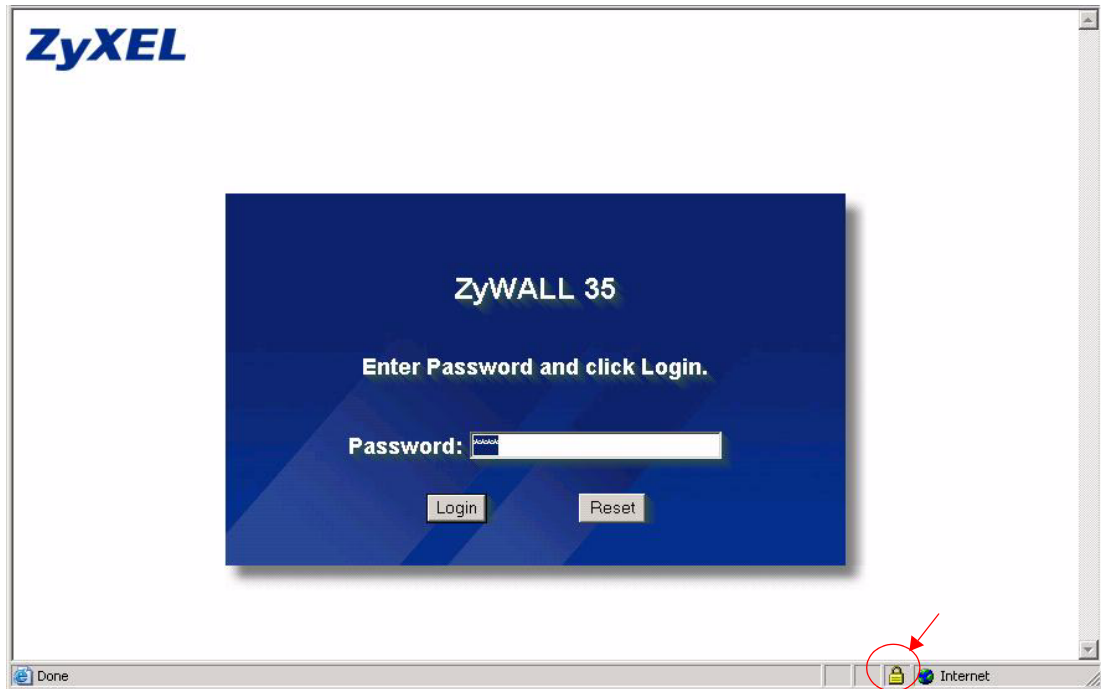 ZyXEL
ZyWALL 35
Enter Password and click Login.
Password: ****
Login Reset
Done Internet